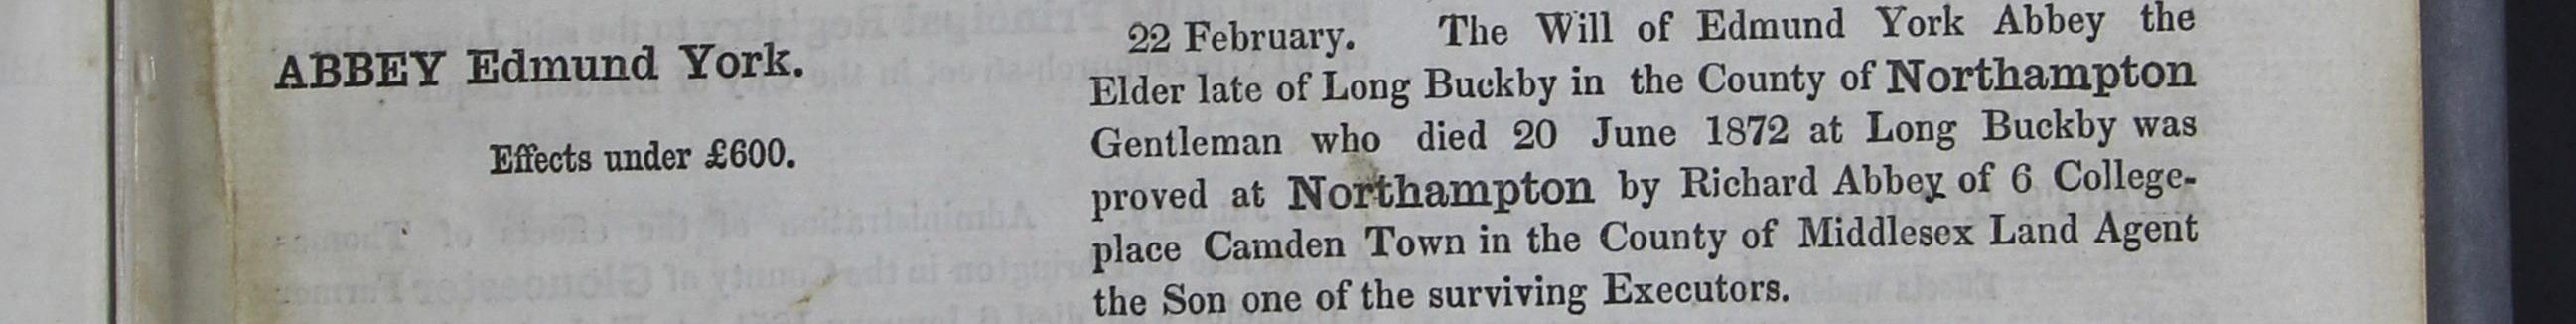 ABBEY Edmund York.
Effects under £600.
22 February. The Will of Edmund York Abbey the
Elder late of Long Buckby in the County of Northampton
Gentleman who died 20 June 1872 at Long Buckby was
proved at Northampton by Richard Abbey of 6 College-
place Camden Town in the County of Middlesex Land Agent
the Son one of the surviving Executors.